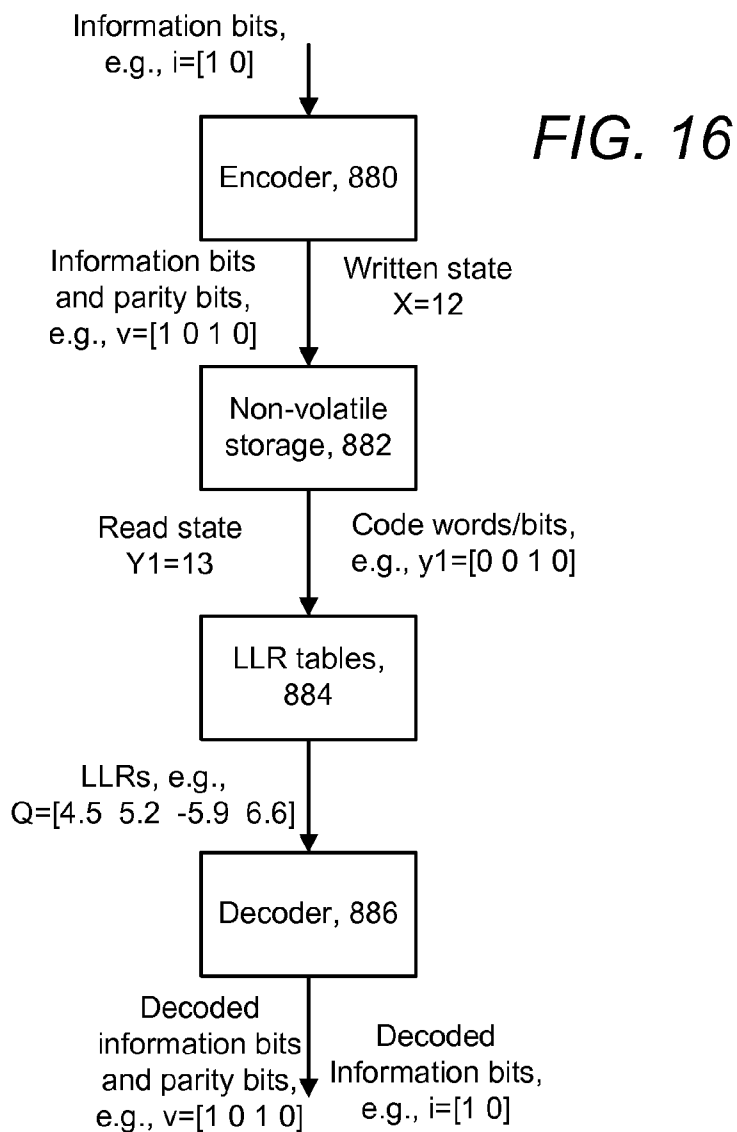 Information bits,
e.g., i=[1 0]
FIG. 16
Encoder, 880
Information bits
and parity bits,
e.g., v=[1 0 1 0]
Written state
X=12
Non-volatile
storage, 882
Read state
Y1=13
Code words/bits,
e.g., y1=[0 0 1 0]
LLR tables,
884
LLRs, e.g.,
Q=[4.5 5.2 -5.9 6.6]
Decoder, 886
Decoded
information bits
and parity bits,
e.g., v=[1 0 1 0]
Decoded
Information bits,
e.g., i=[1 0]